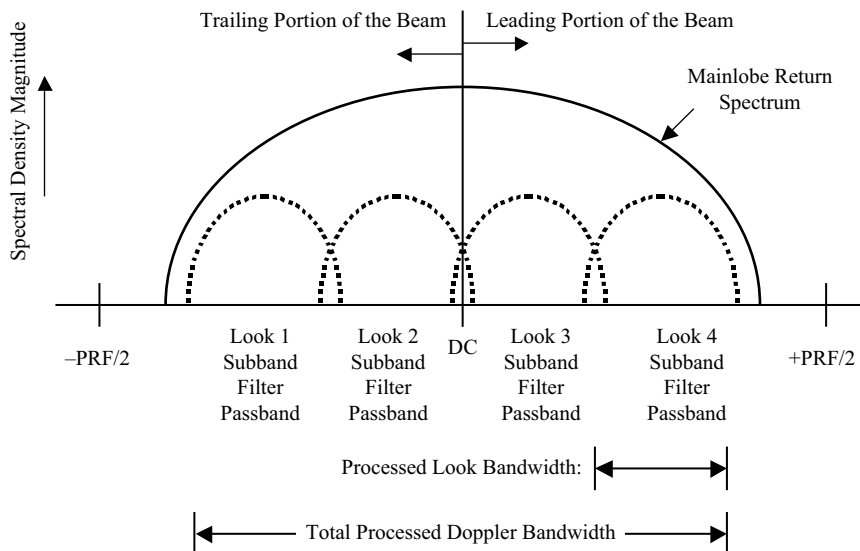 Trailing Portion of the Beam
Leading Portion of the Beam
Spectral Density Magnitude
Mainlobe Return
Spectrum
–PRF/2
Look 1
Subband
Filter
Passband
Look 2
Subband
Filter
Passband
DC
Look 3
Subband
Filter
Passband
Look 4
Subband
Filter
Passband
+PRF/2
Processed Look Bandwidth:
Total Processed Doppler Bandwidth